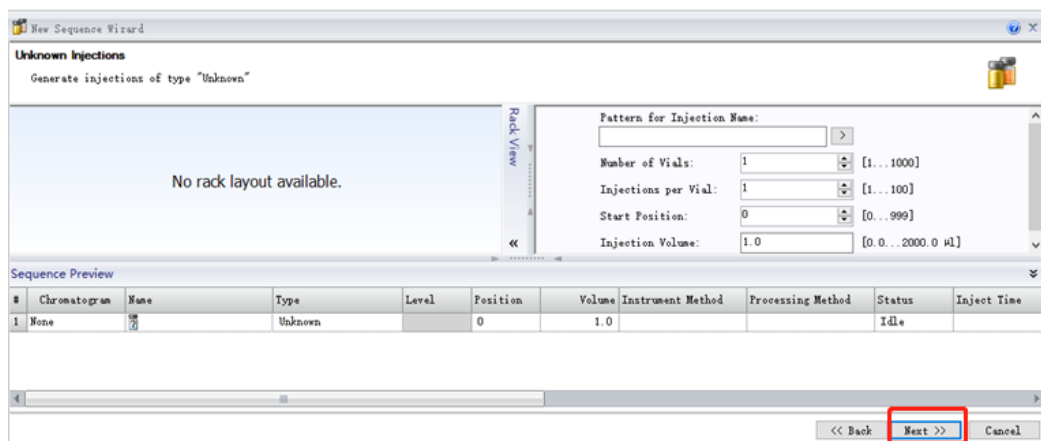 New Sequence Wizard
Unknown Injections
Generate injections of type "Unknown"
No rack layout available.
Rack View
Pattern for Injection Name:
>
Number of Vials: 1 [1...1000]
Injections per Vial: 1 [1...100]
Start Position: 0 [0...999]
Injection Volume: 1.0 [0.0...2000.0 µl]
Sequence Preview
# Chromatogram Name Type Level Position Volume Instrument Method Processing Method Status Inject Time
1 None Unknown 0 1.0 Idle
<< Back Next >> Cancel